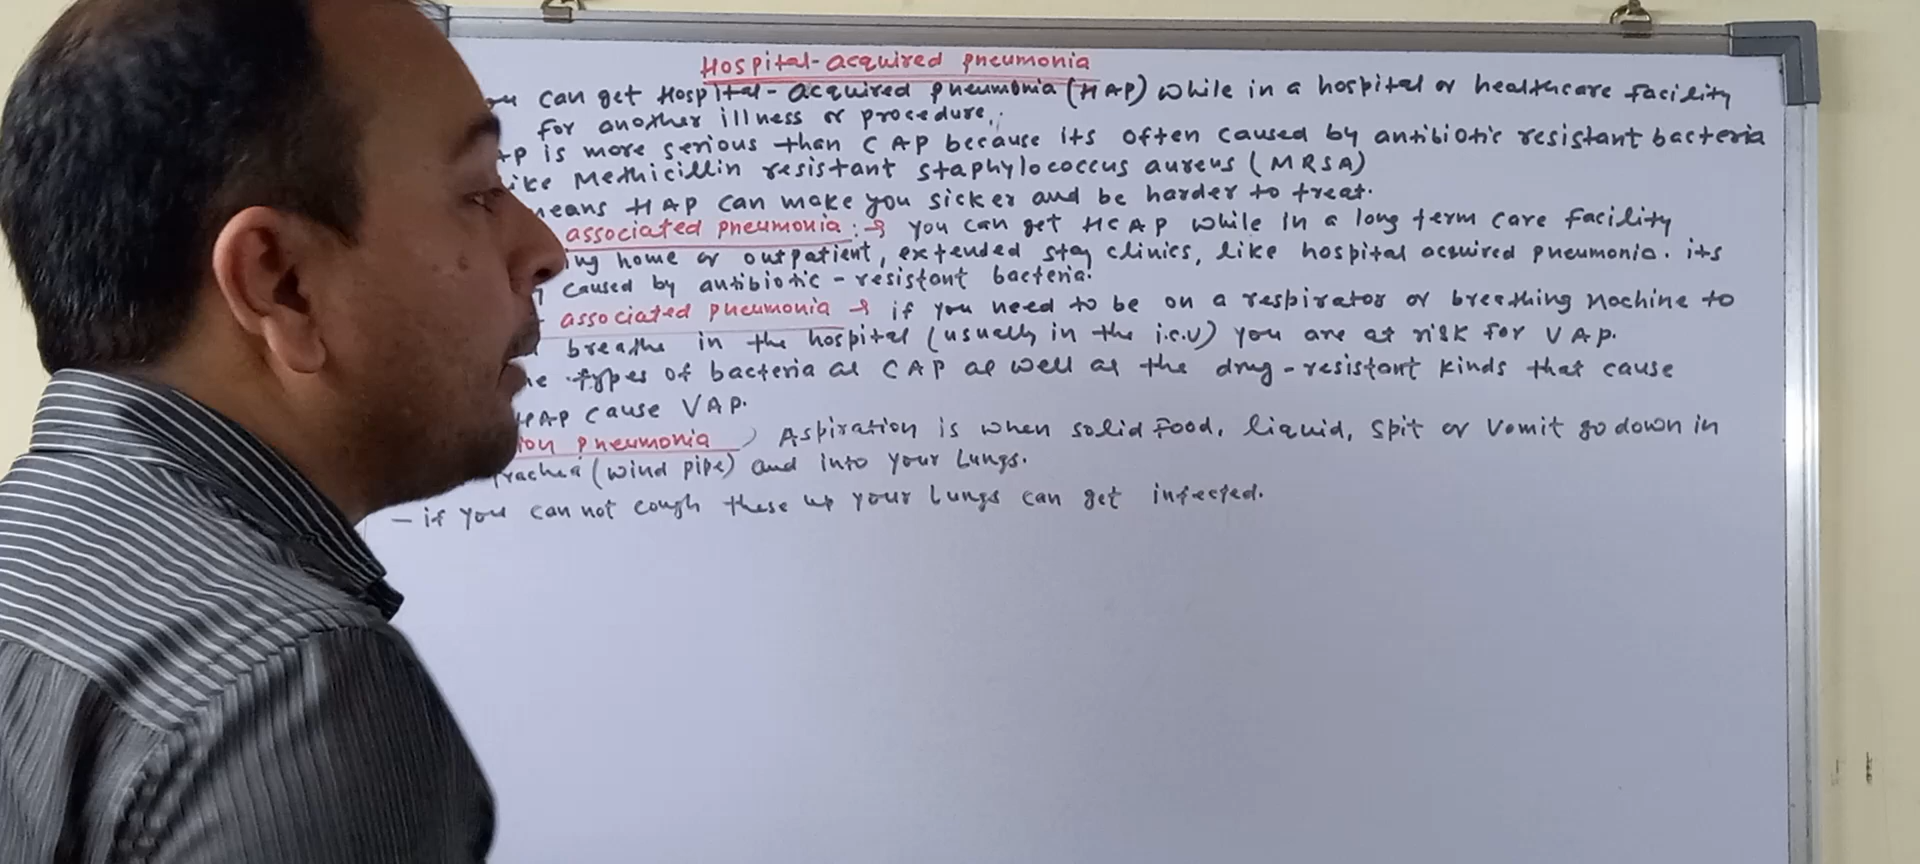 Hospital-acquired pneumonia
can get Hospital-acquired pneumonia (HAP) while in a hospital or healthcare facility
for another illness or procedure.
is more serious than CAP because its often caused by antibiotic resistant bacteria
like Methicillin resistant staphylococcus aureus (MRSA)
means HAP can make you sicker and be harder to treat.
associated pneumonia: → you can get HCAP while in a long term care facility
home or outpatient, extended stay clinics, like hospital acquired pneumonia. its
caused by antibiotic-resistant bacteria.
associated pneumonia → if you need to be on a respirator or breathing Machine to
breathe in the hospital (usually in the i.c.u) you are at risk for VAP.
types of bacteria as CAP as well as the drug-resistant kinds that cause
cause VAP.
pneumonia Aspiration is when solid food, liquid, spit or vomit go down in
trachea (wind pipe) and into your Lungs.
– if you can not cough these up your lungs can get infected.